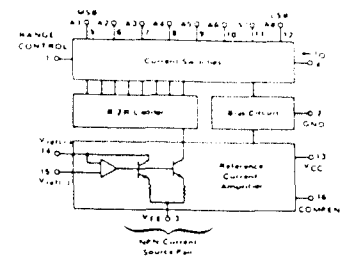 MSB LSB
A1 A2 A3 A4 A5 A6 A7 A8
5 6 7 8 9 10 11 12
RANGE
CONTROL
1
Current Switches
IO
4
R-2R Ladder
Bias Circuit
2
GND
Vref(+)
14
15
Vref(-)
Reference
Current
Amplifier
13
VCC
16
COMPEN
VEE 3
NPN Current
Source Pair